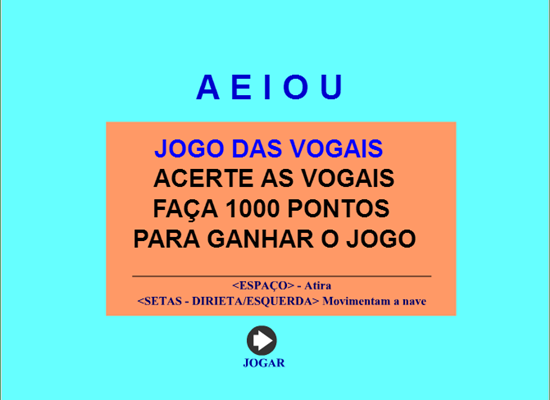 A E I O U
JOGO DAS VOGAIS
ACERTE AS VOGAIS
FAÇA 1000 PONTOS
PARA GANHAR O JOGO
<ESPAÇO> - Atira
<SETAS - DIRIETA/ESQUERDA> Movimentam a nave
JOGAR